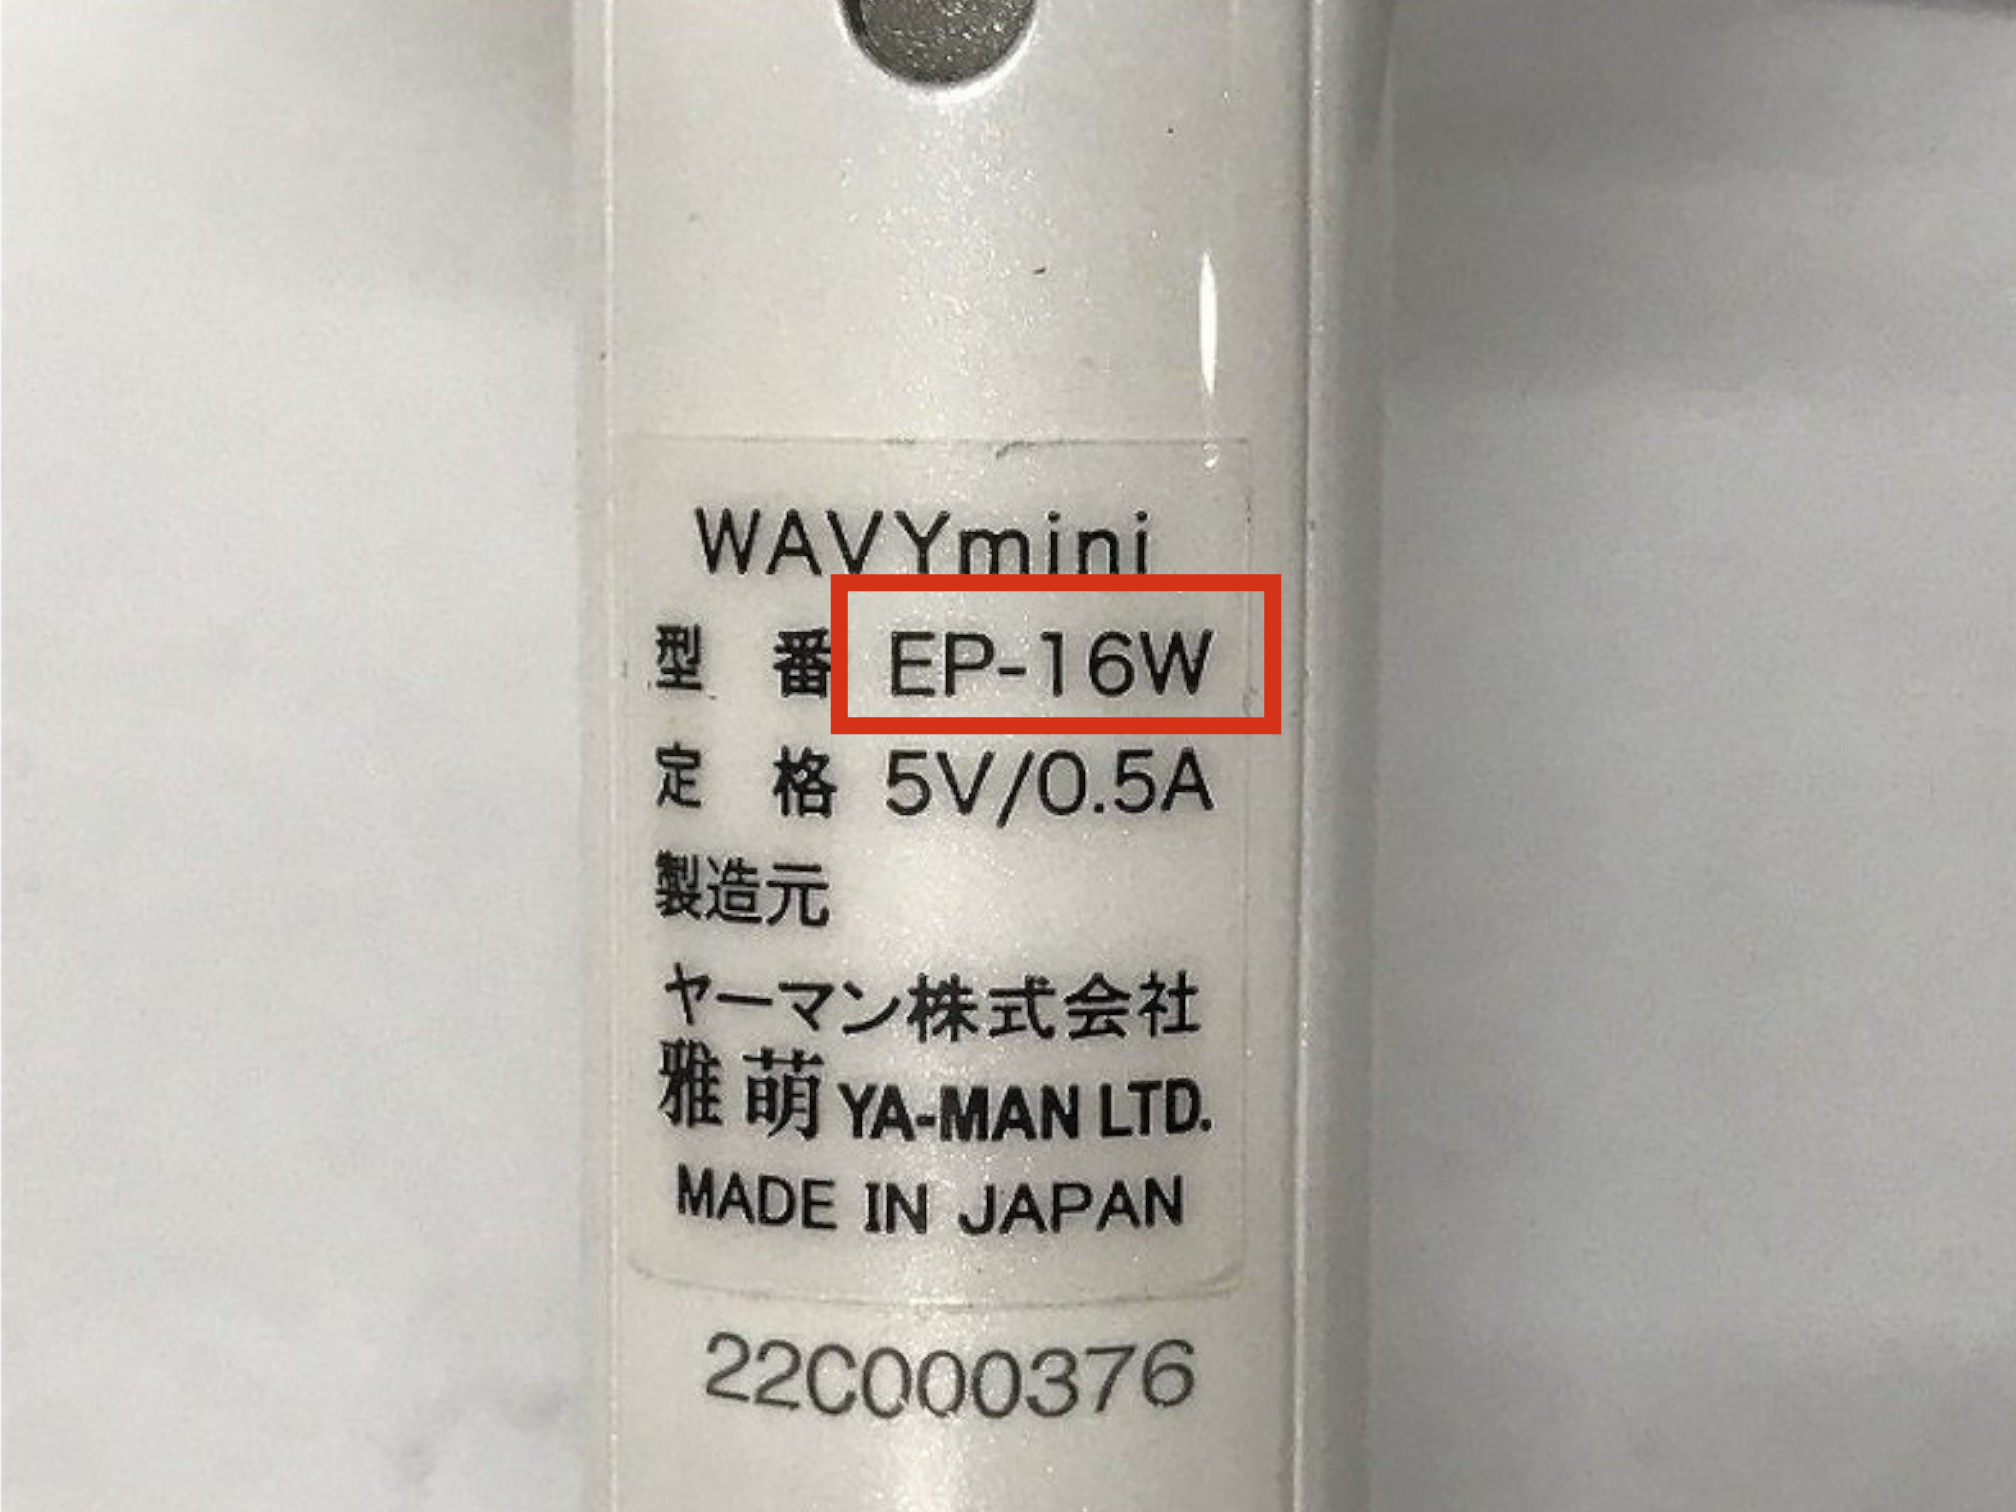 WAVYmini
型 番 EP-16W
定 格 5V/0.5A
製造元
ヤーマン株式会社
雅萌 YA-MAN LTD.
MADE IN JAPAN
22C000376